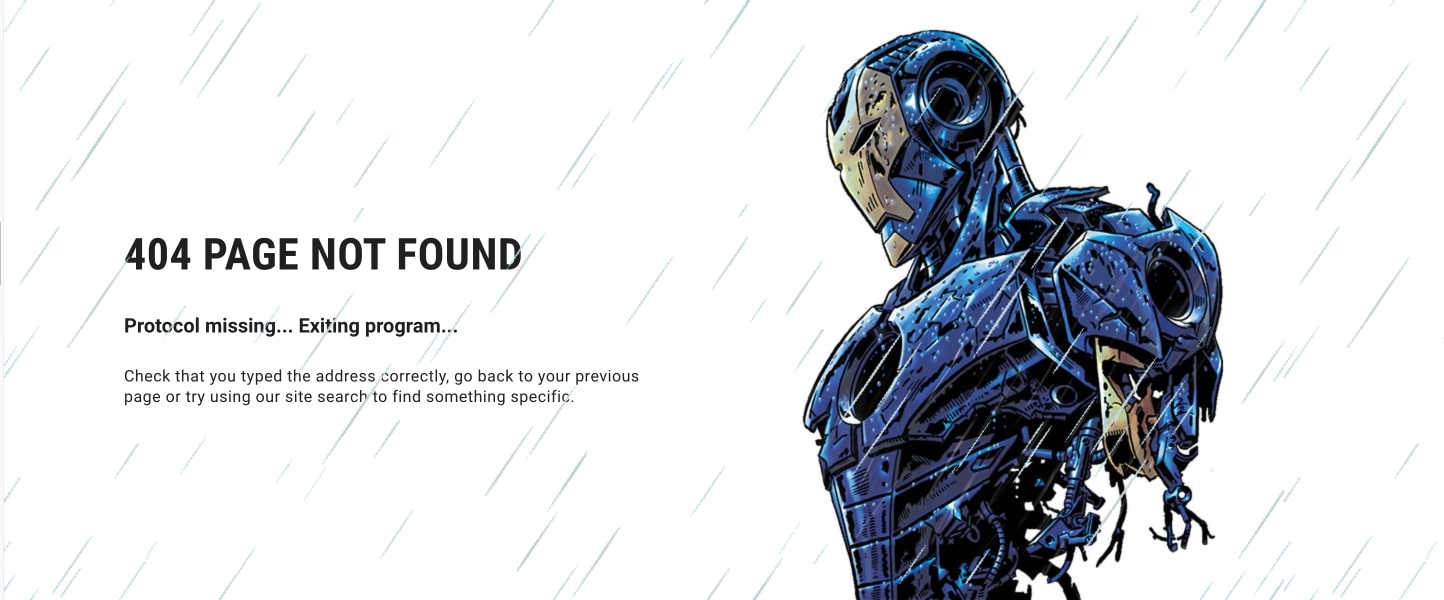 404 PAGE NOT FOUND
Protocol missing... Exiting program...
Check that you typed the address correctly, go back to your previous
page or try using our site search to find something specific.